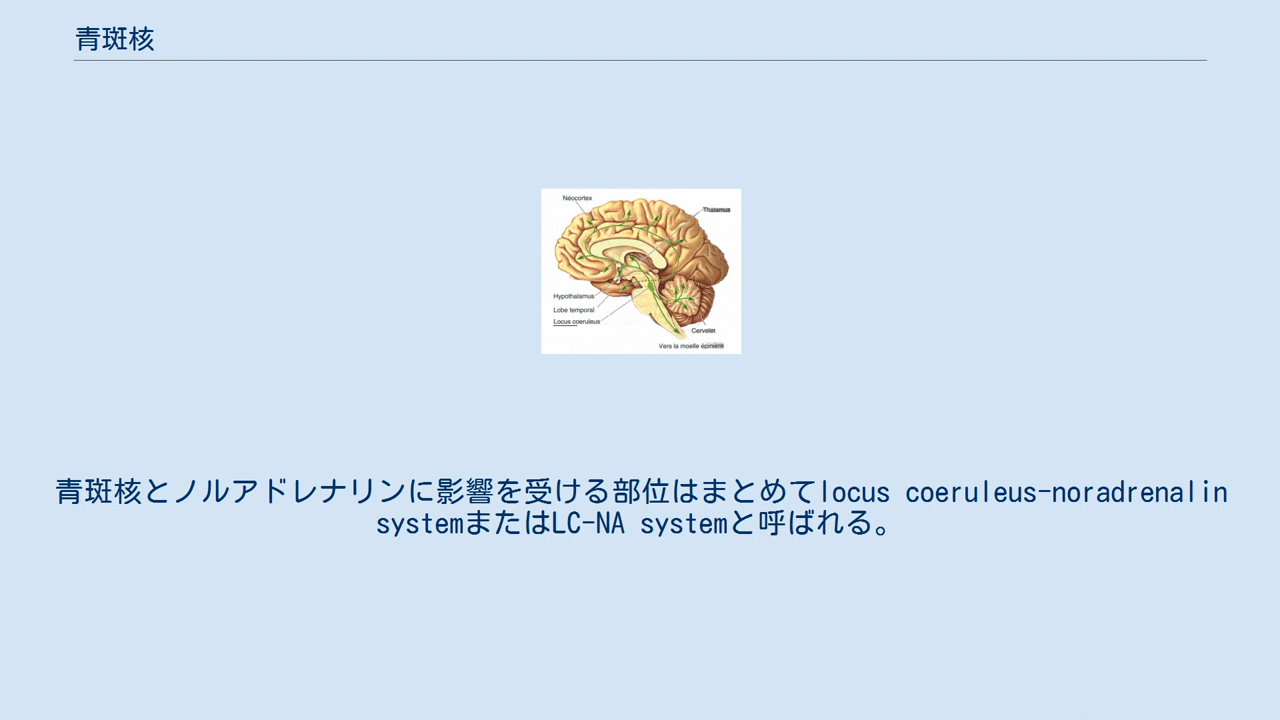 青斑核
Néocortex
Thalamus
Hypothalamus
Lobe temporal
Locus coeruleus
Cervelet
Vers la moelle épinière
青斑核とノルアドレナリンに影響を受ける部位はまとめてlocus coeruleus-noradrenalin
systemまたはLC-NA systemと呼ばれる。